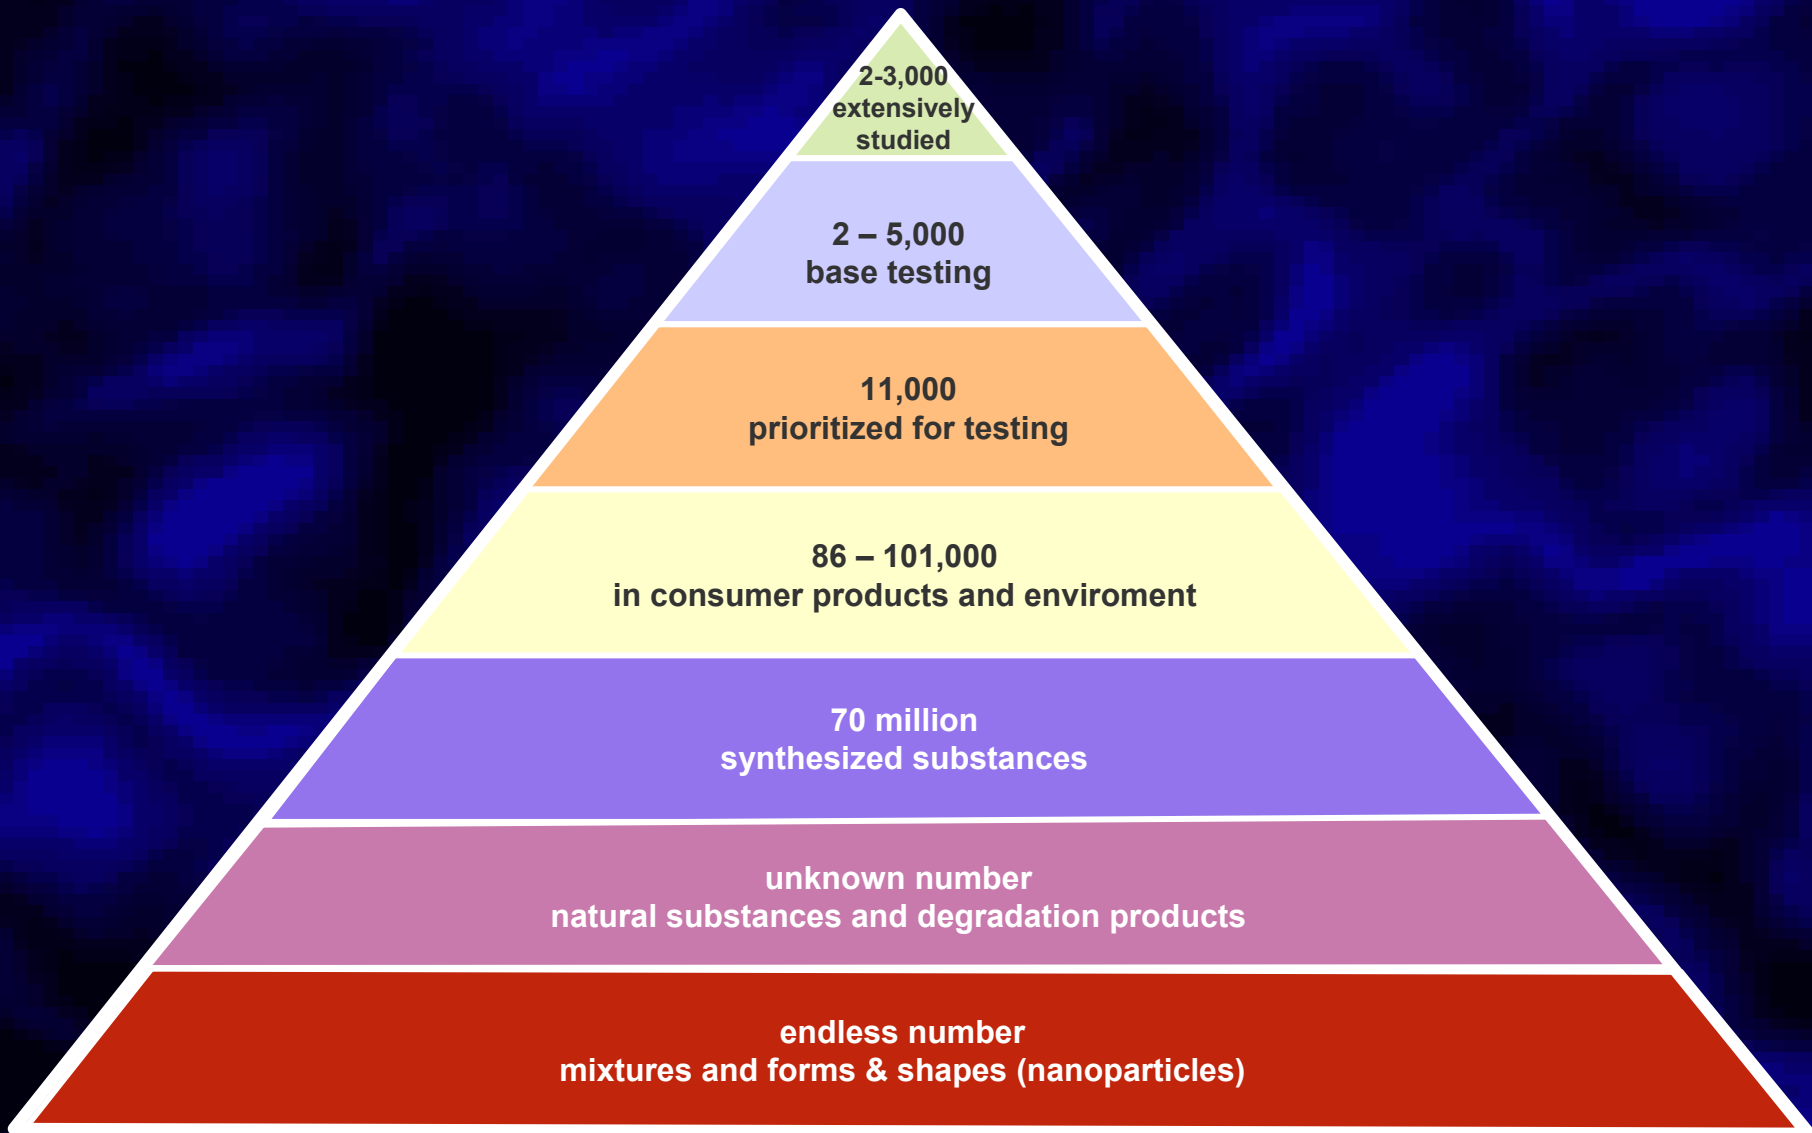 2-3,000
extensively
studied
2 – 5,000
base testing
11,000
prioritized for testing
86 – 101,000
in consumer products and enviroment
70 million
synthesized substances
unknown number
natural substances and degradation products
endless number
mixtures and forms & shapes (nanoparticles)